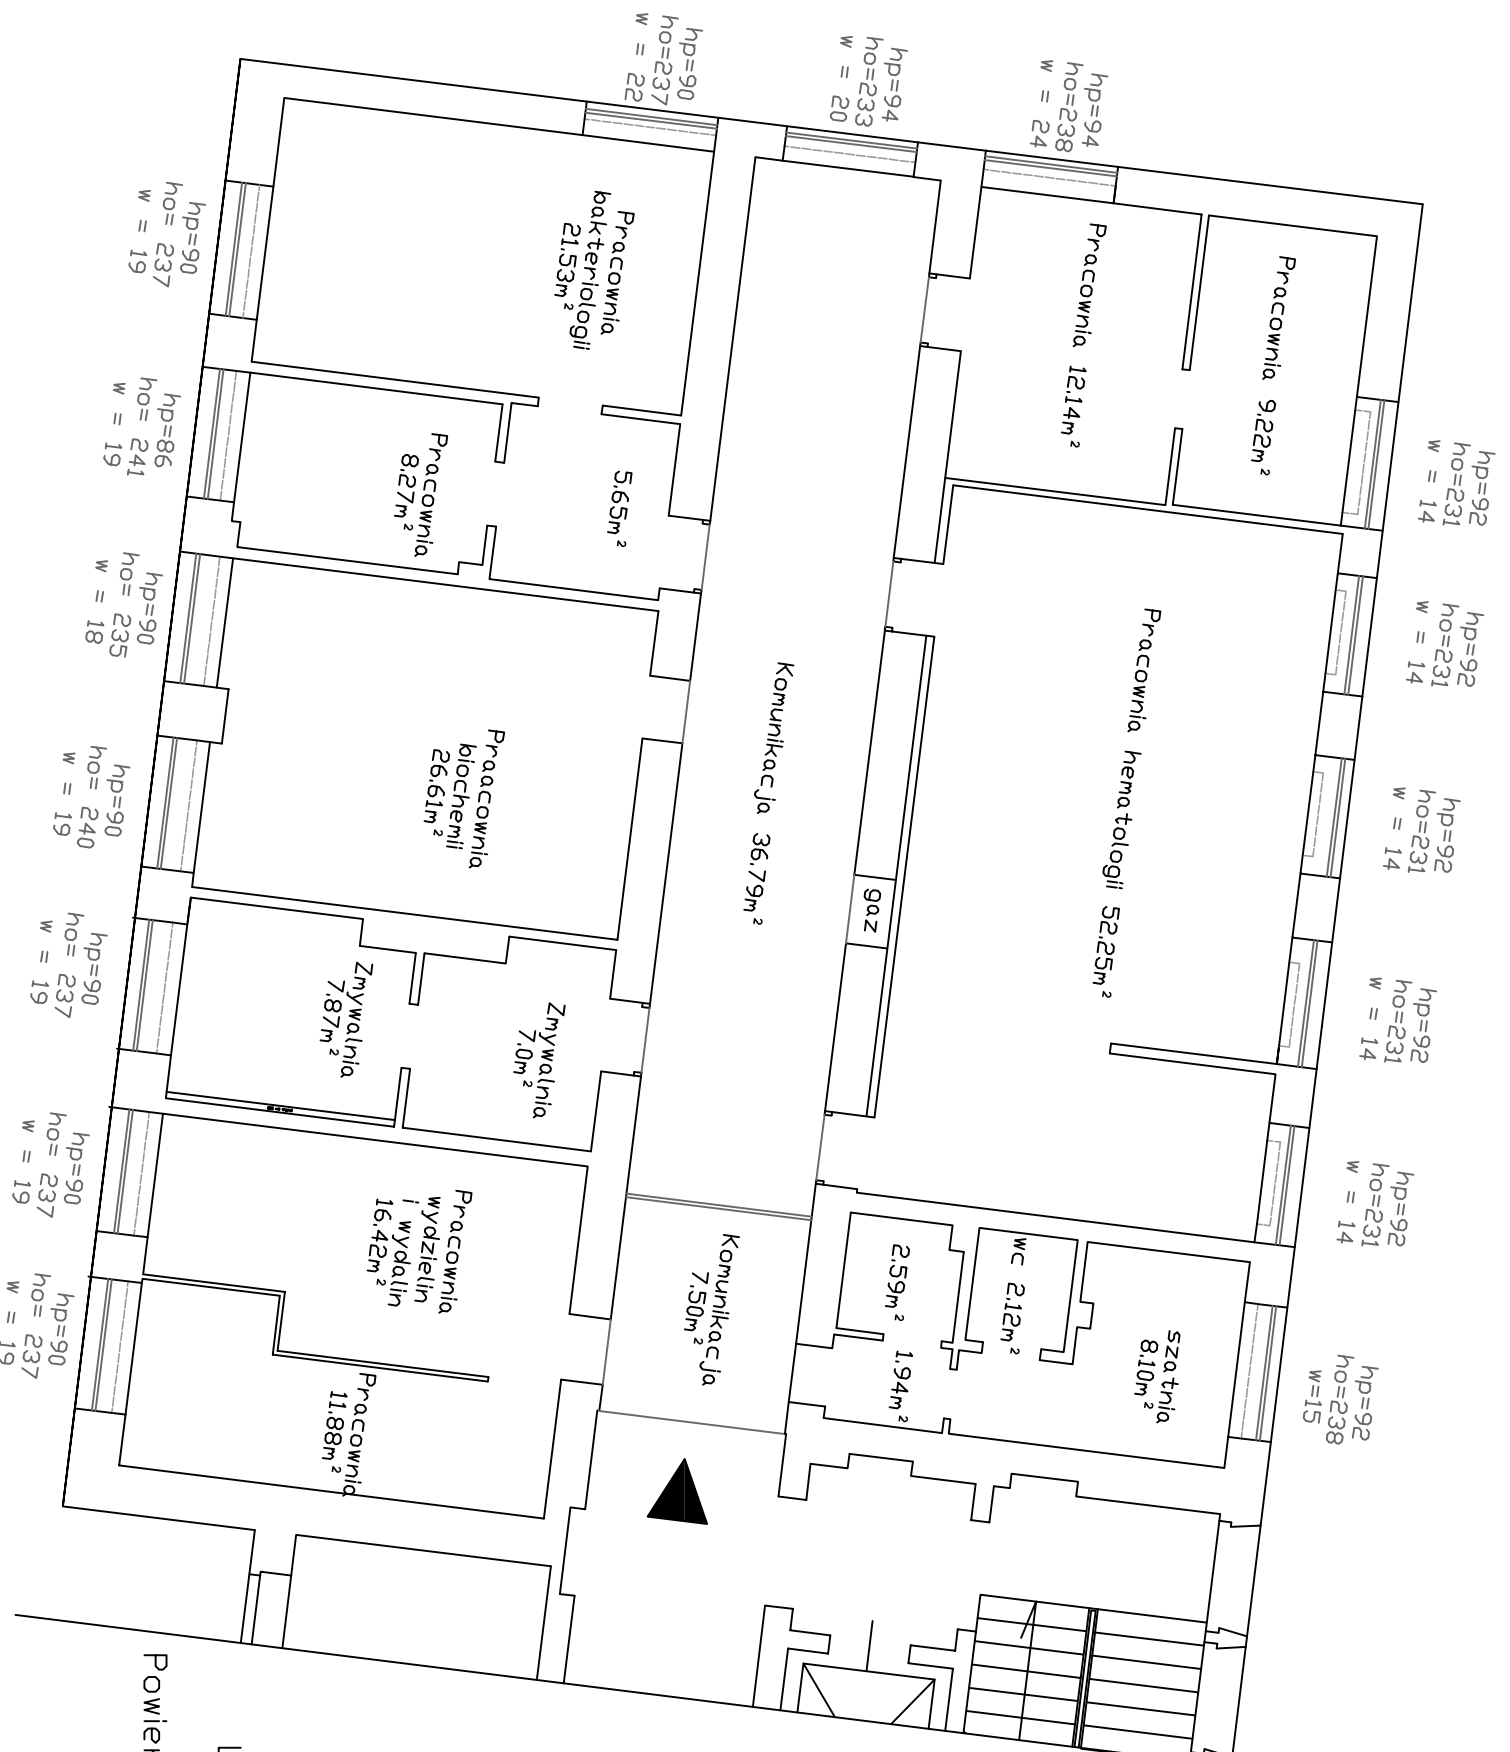 hp=90
ho=237
w = 22
hp=94
ho=233
w = 20
hp=94
ho=238
w = 24
hp=90
ho= 237
w = 19
hp=86
ho= 241
w = 19
hp=90
ho= 235
w = 18
hp=90
ho= 240
w = 19
hp=90
ho= 237
w = 19
hp=90
ho= 237
w = 19
hp=90
ho= 237
w = 19
hp=92
ho=231
w = 14
hp=92
ho=231
w = 14
hp=92
ho=231
w = 14
hp=92
ho=231
w = 14
hp=92
ho=231
w = 14
hp=92
ho=238
w=15
Pracownia
bakteriologii
21.53m²
Pracownia
8.27m²
5.65m²
Praacownia
biochemii
26.61m²
Zmywalnia
7.87m²
Zmywalnia
7.0m²
Pracownia
wydzielin
i wydalin
16.42m²
Pracownia
11.88m²
Komunikacja 36.79m²
Komunikacja
7.50m²
gaz
Pracownia 12.14m²
Pracownia 9.22m²
Pracownia hematologii 52.25m²
2.59m²
1.94m²
wc 2.12m²
szatnia
8.10m²